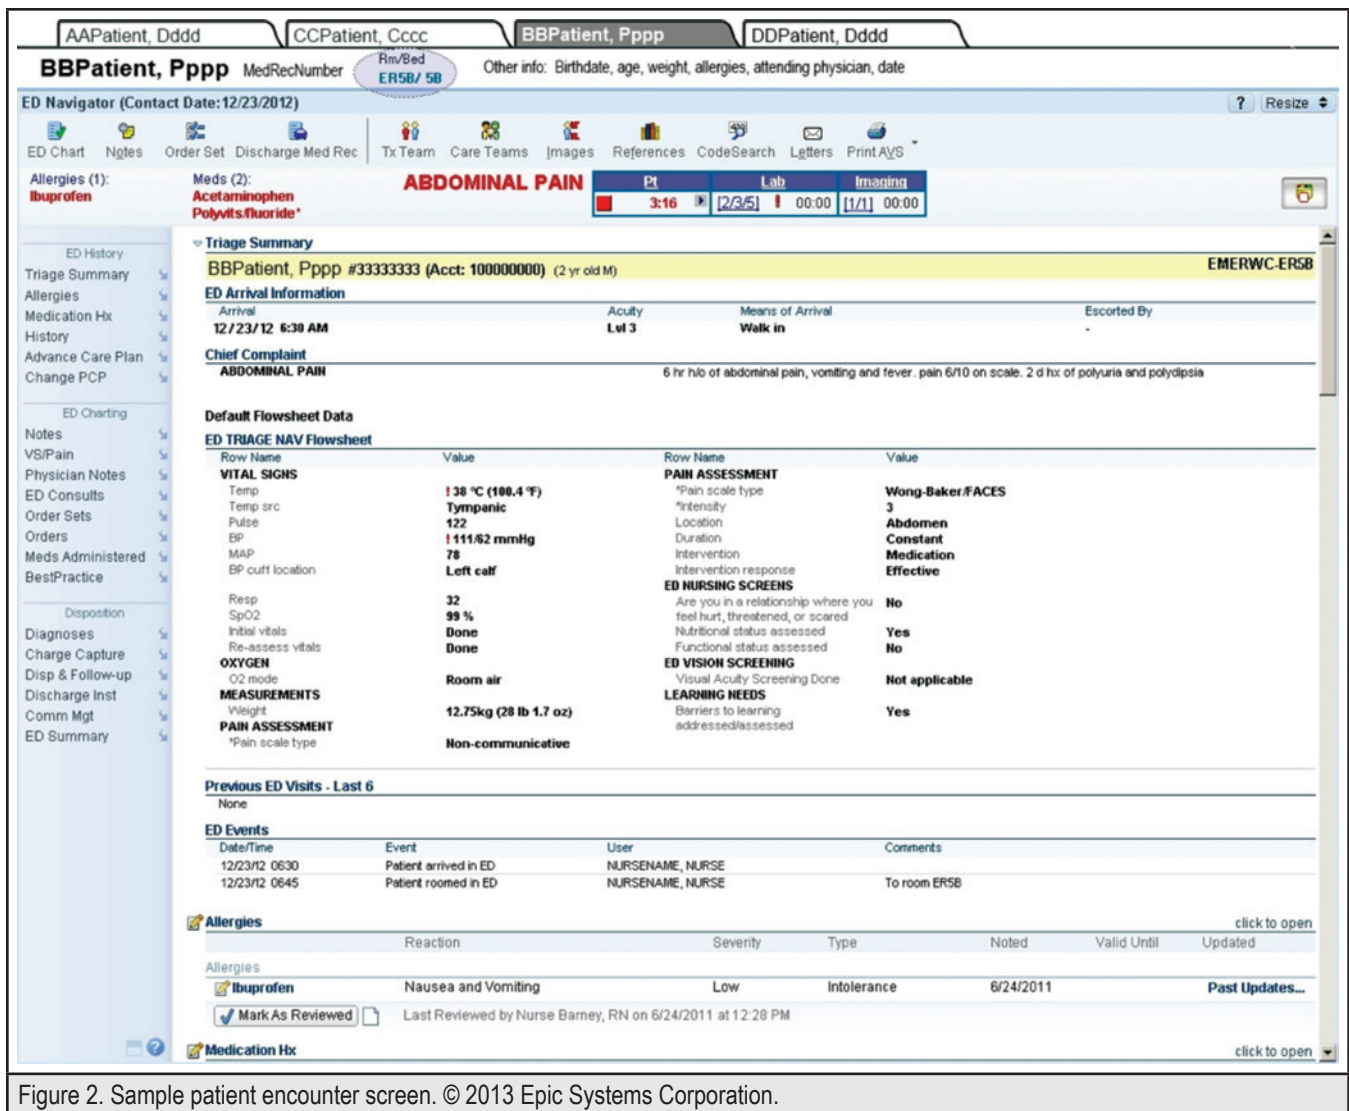 AAPatient, Dddd CCPatient, Cccc BBPatient, Pppp DDPatient, Dddd
BBPatient, Pppp MedRecNumber Rm/Bed ER5B/ 5B Other info: Birthdate, age, weight, allergies, attending physician, date
ED Navigator (Contact Date:12/23/2012) ? Resize
ED Chart Notes Order Set Discharge Med Rec Tx Team Care Teams Images References CodeSearch Letters Print AVS
Allergies (1): Meds (2): ABDOMINAL PAIN Pt Lab Imaging
Ibuprofen Acetaminophen 3:16 [2/3/5] ! 00:00 [1/1] 00:00
Polyvits/fluoride*
ED History
Triage Summary
Allergies
Medication Hx
History
Advance Care Plan
Change PCP
ED Charting
Notes
VS/Pain
Physician Notes
ED Consults
Order Sets
Orders
Meds Administered
BestPractice
Disposition
Diagnoses
Charge Capture
Disp & Follow-up
Discharge Inst
Comm Mgt
ED Summary
Triage Summary
BBPatient, Pppp #33333333 (Acct: 100000000) (2 yr old M) EMERWC-ER5B
ED Arrival Information
Arrival Acuity Means of Arrival Escorted By
12/23/12 6:30 AM Lvl 3 Walk in -
Chief Complaint
ABDOMINAL PAIN 6 hr h/o of abdominal pain, vomiting and fever. pain 6/10 on scale. 2 d hx of polyuria and polydipsia
Default Flowsheet Data
ED TRIAGE NAV Flowsheet
Row Name Value Row Name Value
VITAL SIGNS PAIN ASSESSMENT
Temp ! 38 °C (100.4 °F) *Pain scale type Wong-Baker/FACES
Temp src Tympanic *Intensity 3
Pulse 122 Location Abdomen
BP ! 111/62 mmHg Duration Constant
MAP 78 Intervention Medication
BP cuff location Left calf Intervention response Effective
ED NURSING SCREENS
Resp 32 Are you in a relationship where you No
SpO2 99 % feel hurt, threatened, or scared
Initial vitals Done Nutritional status assessed Yes
Re-assess vitals Done Functional status assessed No
OXYGEN ED VISION SCREENING
O2 mode Room air Visual Acuity Screening Done Not applicable
MEASUREMENTS LEARNING NEEDS
Weight 12.75kg (28 lb 1.7 oz) Barriers to learning Yes
PAIN ASSESSMENT addressed/assessed
*Pain scale type Non-communicative
Previous ED Visits - Last 6
None
ED Events
Date/Time Event User Comments
12/23/12 0630 Patient arrived in ED NURSENAME, NURSE
12/23/12 0645 Patient roomed in ED NURSENAME, NURSE To room ER5B
Allergies click to open
Reaction Severity Type Noted Valid Until Updated
Allergies
Ibuprofen Nausea and Vomiting Low Intolerance 6/24/2011 Past Updates...
Mark As Reviewed Last Reviewed by Nurse Barney, RN on 6/24/2011 at 12:28 PM
Medication Hx click to open
Figure 2. Sample patient encounter screen. © 2013 Epic Systems Corporation.